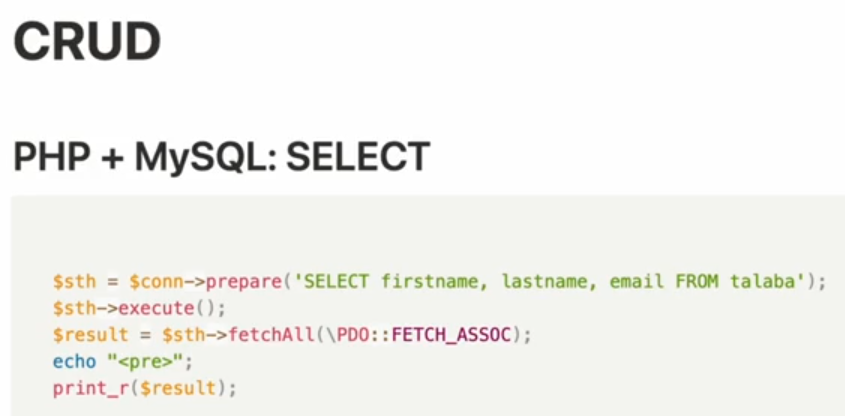 CRUD
PHP + MySQL: SELECT
$sth = $conn->prepare('SELECT firstname, lastname, email FROM talaba');
$sth->execute();
$result = $sth->fetchAll(\PDO::FETCH_ASSOC);
echo "<pre>";
print_r($result);